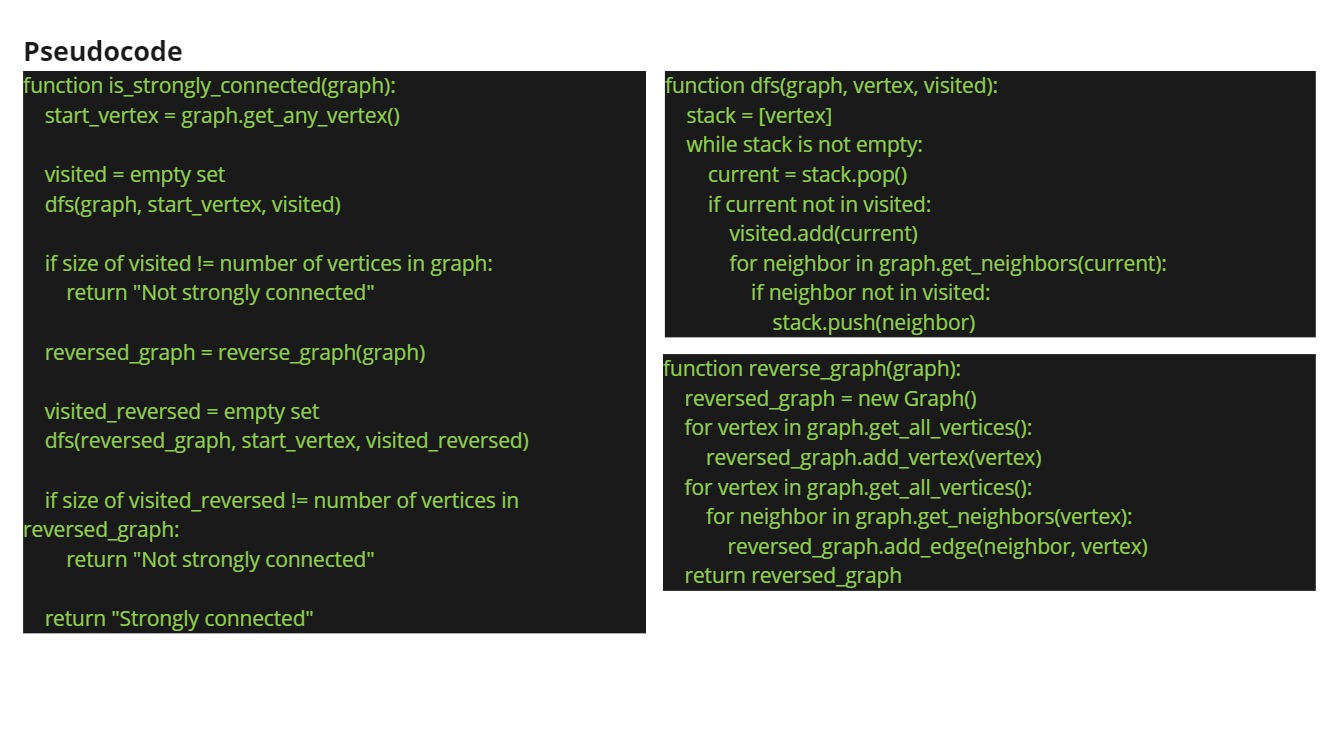 Pseudocode
function is_strongly_connected(graph):
start_vertex = graph.get_any_vertex()
visited = empty set
dfs(graph, start_vertex, visited)
if size of visited != number of vertices in graph:
return "Not strongly connected"
reversed_graph = reverse_graph(graph)
visited_reversed = empty set
dfs(reversed_graph, start_vertex, visited_reversed)
if size of visited_reversed != number of vertices in
reversed_graph:
return "Not strongly connected"
return "Strongly connected"
function dfs(graph, vertex, visited):
stack = [vertex]
while stack is not empty:
current = stack.pop()
if current not in visited:
visited.add(current)
for neighbor in graph.get_neighbors(current):
if neighbor not in visited:
stack.push(neighbor)
function reverse_graph(graph):
reversed_graph = new Graph()
for vertex in graph.get_all_vertices():
reversed_graph.add_vertex(vertex)
for vertex in graph.get_all_vertices():
for neighbor in graph.get_neighbors(vertex):
reversed_graph.add_edge(neighbor, vertex)
return reversed_graph